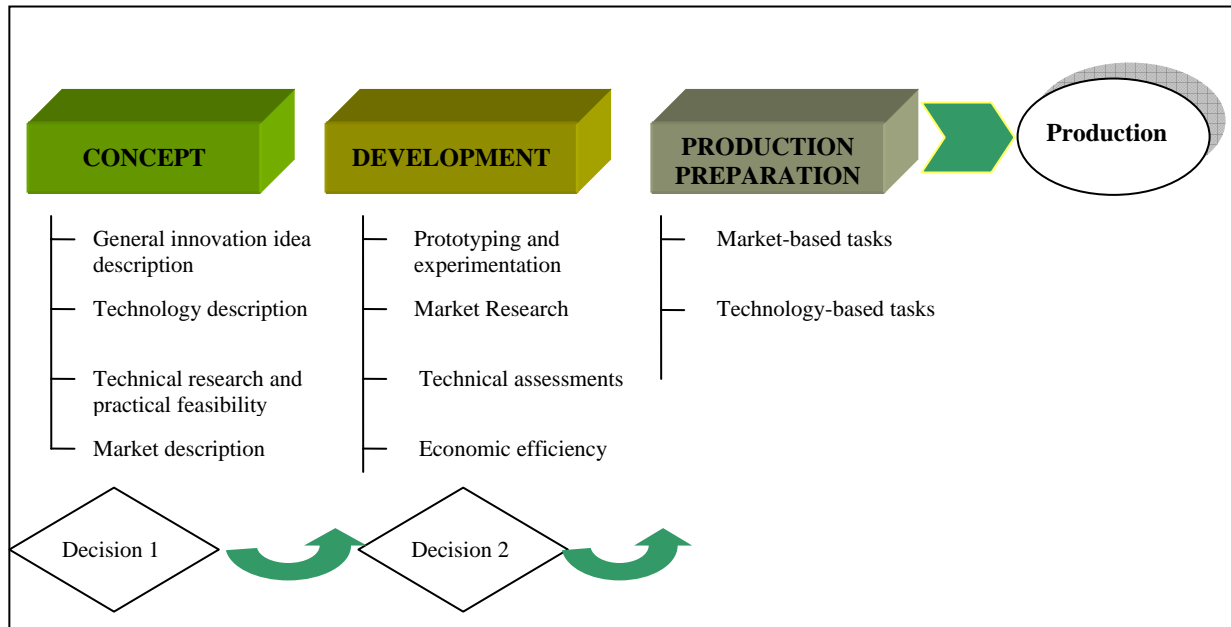 CONCEPT
DEVELOPMENT
PRODUCTION
PREPARATION
Production
General innovation idea
description
Technology description
Technical research and
practical feasibility
Market description
Prototyping and
experimentation
Market Research
Technical assessments
Economic efficiency
Market-based tasks
Technology-based tasks
Decision 1
Decision 2